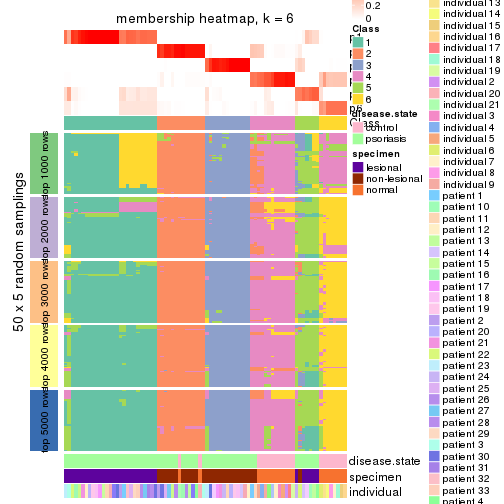 membership heatmap, k = 6
50 x 5 random samplings
top 1000 rows
top 2000 rows
top 3000 rows
top 4000 rows
top 5000 rows
p1
p6
Class
disease.state
specimen
individual
0.2
0
Class
1
2
3
4
5
6
disease.state
control
psoriasis
specimen
lesional
non-lesional
normal
individual 13
individual 14
individual 15
individual 16
individual 17
individual 18
individual 19
individual 2
individual 20
individual 21
individual 3
individual 4
individual 5
individual 6
individual 7
individual 8
individual 9
patient 1
patient 10
patient 11
patient 12
patient 13
patient 14
patient 15
patient 16
patient 17
patient 18
patient 19
patient 2
patient 20
patient 21
patient 22
patient 23
patient 24
patient 25
patient 26
patient 27
patient 28
patient 29
patient 3
patient 30
patient 31
patient 32
patient 33
patient 4